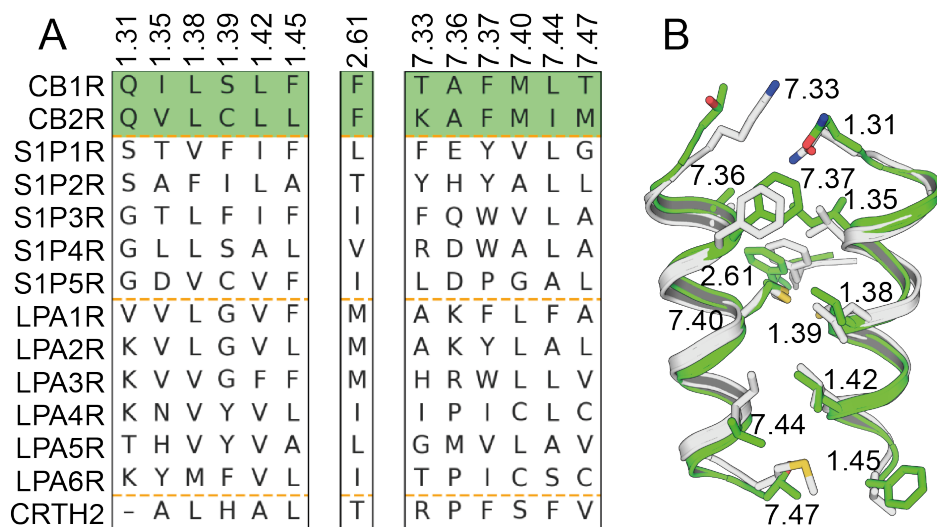 A
1.31 1.35 1.38 1.39 1.42 1.45 2.61 7.33 7.36 7.37 7.40 7.44 7.47
CB1R Q I L S L F F T A F M L T
CB2R Q V L C L L F K A F M I M
S1P1R S T V F I F L F E Y V L G
S1P2R S A F I L A T Y H Y A L L
S1P3R G T L F I F I F Q W V L A
S1P4R G L L S A L V R D W A L A
S1P5R G D V C V F I L D P G A L
LPA1R V V L G V F M A K F L F A
LPA2R K V L G V L M A K Y L A L
LPA3R K V V G F F M H R W L L V
LPA4R K N V Y V L I I P I C L C
LPA5R T H V Y V A L G M V L A V
LPA6R K Y M F V L I T P I C S C
CRTH2 – A L H A L T R P F S F V
B
7.33
1.31
7.36
7.37
1.35
2.61
1.38
7.40
1.39
1.42
7.44
1.45
7.47